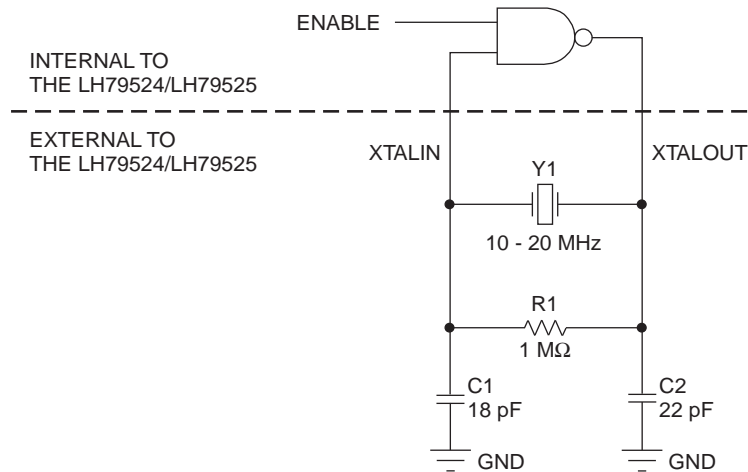 ENABLE
INTERNAL TO
THE LH79524/LH79525
EXTERNAL TO
THE LH79524/LH79525
XTALIN
XTALOUT
Y1
10 - 20 MHz
R1
1 MΩ
C1
18 pF
C2
22 pF
GND
GND